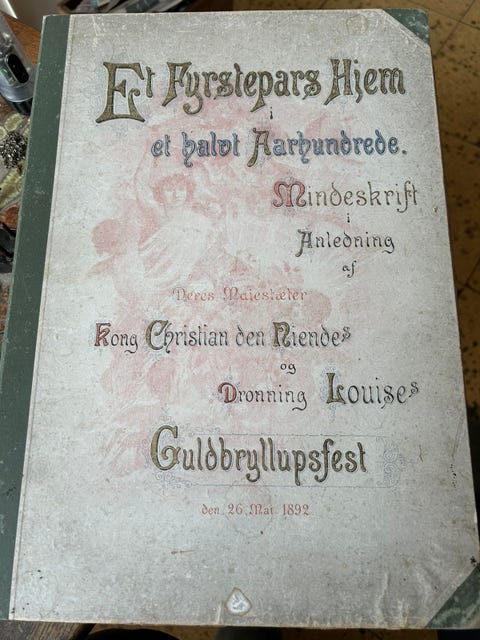 Et Fyrstepars Hjem
i
et halvt Aarhundrede.
Mindeskrift
i
Anledning
af
Deres Majestæter
Kong Christian den Niendes
og
Dronning Louises
Guldbryllupsfest
den 26. Mai 1892